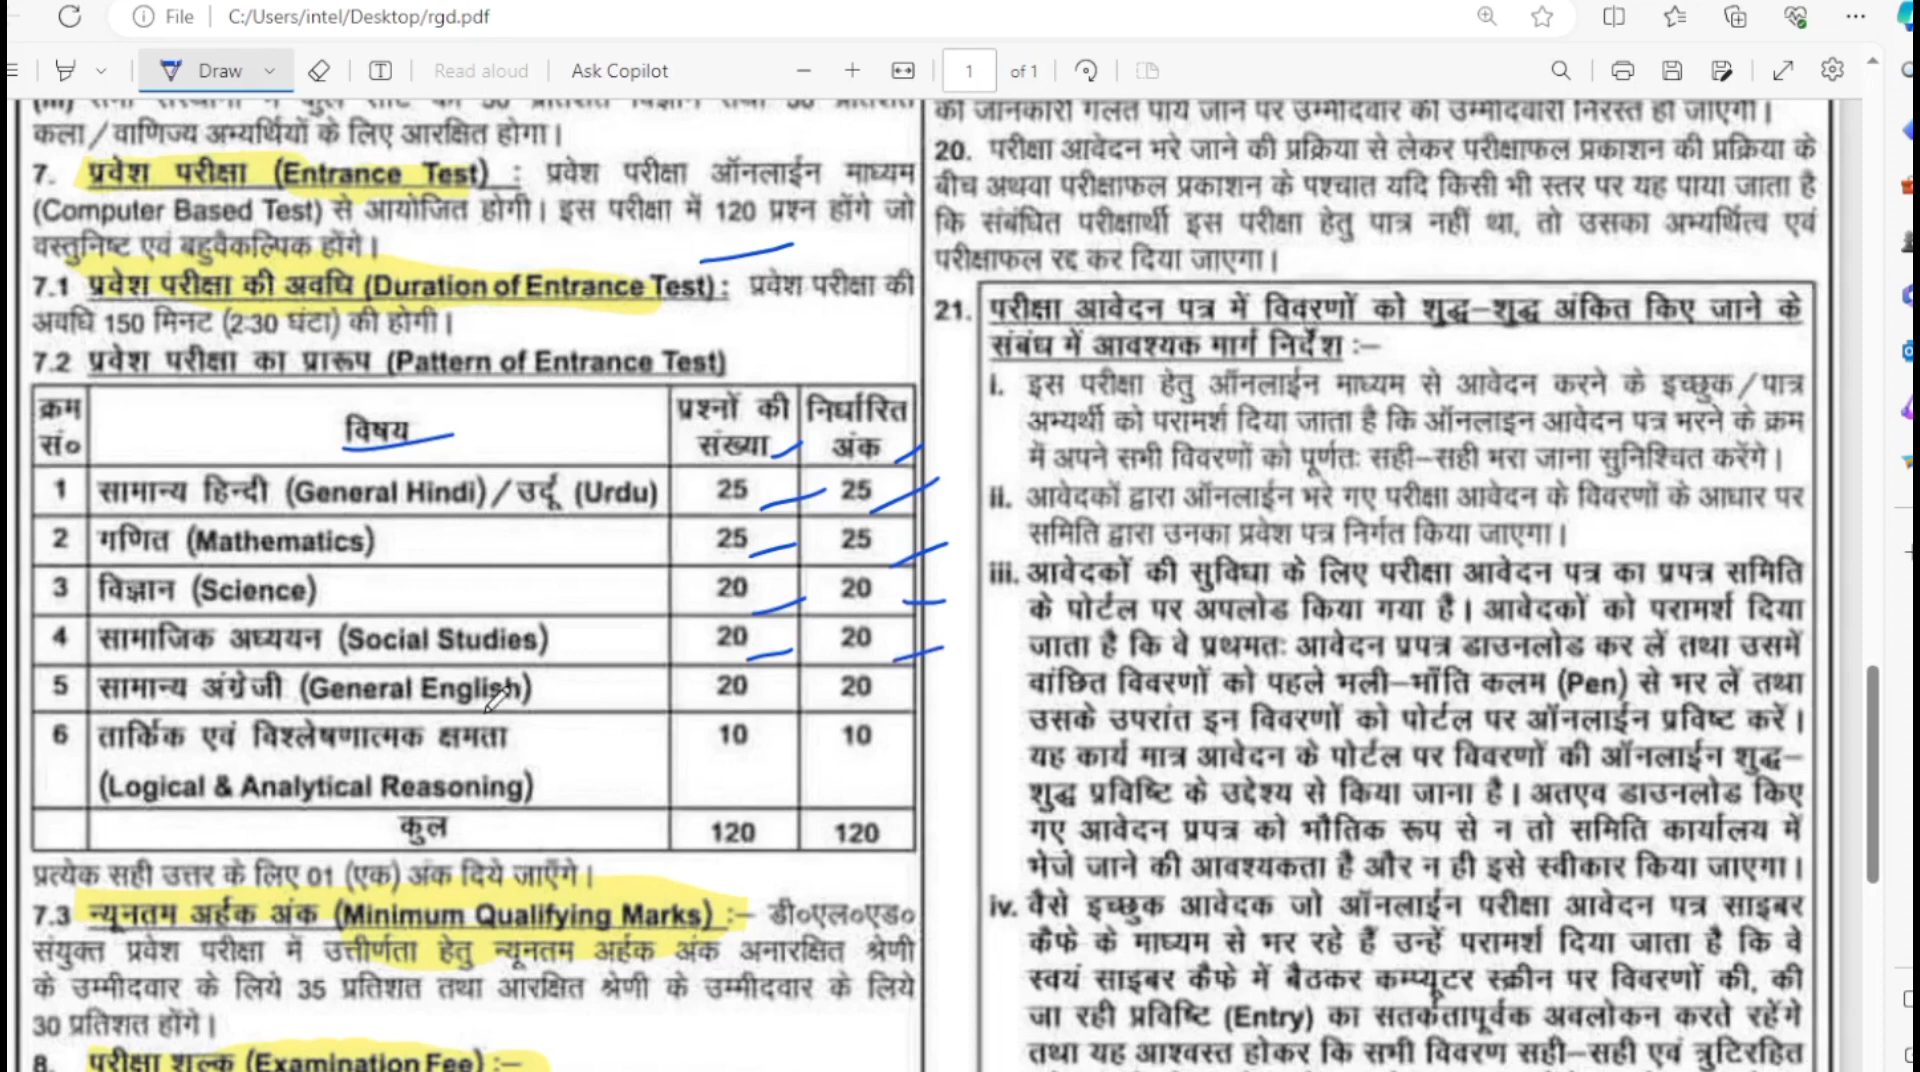 File C:/Users/intel/Desktop/rgd.pdf
Draw Read aloud Ask Copilot 1 of 1
कला/वाणिज्य अभ्यर्थियों के लिए आरक्षित होगा।
7. प्रवेश परीक्षा (Entrance Test) : प्रवेश परीक्षा ऑनलाईन माध्यम
(Computer Based Test) से आयोजित होगी। इस परीक्षा में 120 प्रश्न होंगे जो
वस्तुनिष्ट एवं बहुवैकल्पिक होंगे।
7.1 प्रवेश परीक्षा की अवधि (Duration of Entrance Test) : प्रवेश परीक्षा की
अवधि 150 मिनट (2:30 घंटा) की होगी।
7.2 प्रवेश परीक्षा का प्रारूप (Pattern of Entrance Test)
क्रम सं० विषय प्रश्नों की संख्या निर्धारित अंक
1 सामान्य हिन्दी (General Hindi)/उर्दू (Urdu) 25 25
2 गणित (Mathematics) 25 25
3 विज्ञान (Science) 20 20
4 सामाजिक अध्ययन (Social Studies) 20 20
5 सामान्य अंग्रेजी (General English) 20 20
6 तार्किक एवं विश्लेषणात्मक क्षमता 10 10
(Logical & Analytical Reasoning)
कुल 120 120
प्रत्येक सही उत्तर के लिए 01 (एक) अंक दिये जाएँगे।
7.3 न्यूनतम अर्हक अंक (Minimum Qualifying Marks) :– डी०एल०एड०
संयुक्त प्रवेश परीक्षा में उत्तीर्णता हेतु न्यूनतम अर्हक अंक अनारक्षित श्रेणी
के उम्मीदवार के लिये 35 प्रतिशत तथा आरक्षित श्रेणी के उम्मीदवार के लिये
30 प्रतिशत होंगे।
8. परीक्षा शुल्क (Examination Fee) :–
की जानकारी गलत पाये जाने पर उम्मीदवार की उम्मीदवारी निरस्त हो जाएगी।
20. परीक्षा आवेदन भरे जाने की प्रक्रिया से लेकर परीक्षाफल प्रकाशन की प्रक्रिया के
बीच अथवा परीक्षाफल प्रकाशन के पश्चात यदि किसी भी स्तर पर यह पाया जाता है
कि संबंधित परीक्षार्थी इस परीक्षा हेतु पात्र नहीं था, तो उसका अभ्यर्थित्व एवं
परीक्षाफल रद्द कर दिया जाएगा।
21. परीक्षा आवेदन पत्र में विवरणों को शुद्ध–शुद्ध अंकित किए जाने के
संबंध में आवश्यक मार्ग निर्देश :–
i. इस परीक्षा हेतु ऑनलाईन माध्यम से आवेदन करने के इच्छुक/पात्र
अभ्यर्थी को परामर्श दिया जाता है कि ऑनलाइन आवेदन पत्र भरने के क्रम
में अपने सभी विवरणों को पूर्णतः सही–सही भरा जाना सुनिश्चित करेंगे।
ii. आवेदकों द्वारा ऑनलाईन भरे गए परीक्षा आवेदन के विवरणों के आधार पर
समिति द्वारा उनका प्रवेश पत्र निर्गत किया जाएगा।
iii. आवेदकों की सुविधा के लिए परीक्षा आवेदन पत्र का प्रपत्र समिति
के पोर्टल पर अपलोड किया गया है। आवेदकों को परामर्श दिया
जाता है कि वे प्रथमतः आवेदन प्रपत्र डाउनलोड कर लें तथा उसमें
वांछित विवरणों को पहले भली–भाँति कलम (Pen) से भर लें तथा
उसके उपरांत इन विवरणों को पोर्टल पर ऑनलाईन प्रविष्ट करें।
यह कार्य मात्र आवेदन के पोर्टल पर विवरणों की ऑनलाईन शुद्ध–
शुद्ध प्रविष्टि के उद्देश्य से किया जाना है। अतएव डाउनलोड किए
गए आवेदन प्रपत्र को भौतिक रूप से न तो समिति कार्यालय में
भेजे जाने की आवश्यकता है और न ही इसे स्वीकार किया जाएगा।
iv. वैसे इच्छुक आवेदक जो ऑनलाईन परीक्षा आवेदन पत्र साइबर
कैफे के माध्यम से भर रहे हैं उन्हें परामर्श दिया जाता है कि वे
स्वयं साइबर कैफे में बैठकर कम्प्यूटर स्क्रीन पर विवरणों की, की
जा रही प्रविष्टि (Entry) का सतर्कतापूर्वक अवलोकन करते रहेंगे
तथा यह आश्वस्त होकर कि सभी विवरण सही–सही एवं त्रुटिरहित